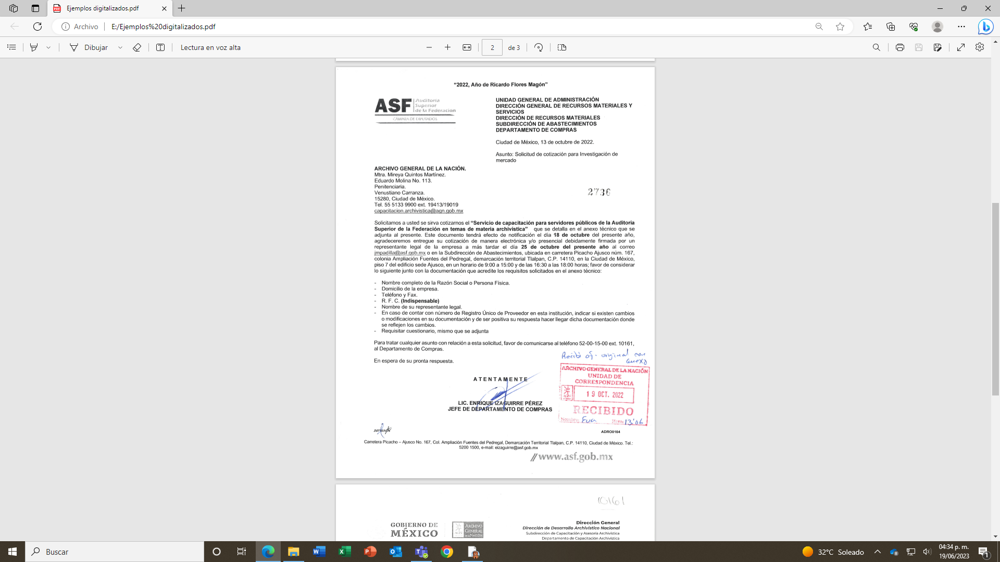 Ejemplos digitalizados.pdf
Archivo
E:/Ejemplos%20digitalizados.pdf
Dibujar
Lectura en voz alta
2
de 3
“2022, Año de Ricardo Flores Magón”
ASF Auditoría Superior de la Federación
CÁMARA DE DIPUTADOS
UNIDAD GENERAL DE ADMINISTRACIÓN
DIRECCIÓN GENERAL DE RECURSOS MATERIALES Y
SERVICIOS
DIRECCIÓN DE RECURSOS MATERIALES
SUBDIRECCIÓN DE ABASTECIMIENTOS
DEPARTAMENTO DE COMPRAS
Ciudad de México, 13 de octubre de 2022.
Asunto: Solicitud de cotización para Investigación de
mercado
ARCHIVO GENERAL DE LA NACIÓN.
Mtra. Mireya Quintos Martínez.
Eduardo Molina No. 113.
Penitenciaria.
Venustiano Carranza.
15280, Ciudad de México.
Tel. 55 5133 9900 ext. 19413/19019
capacitacion.archivistica@agn.gob.mx
2736
Solicitamos a usted se sirva cotizarnos el “Servicio de capacitación para servidores públicos de la Auditoria
Superior de la Federación en temas de materia archivística” que se detalla en el anexo técnico que se
adjunta al presente. Este documento tendrá efecto de notificación el día 18 de octubre del presente año,
agradeceremos entregue su cotización de manera electrónica y/o presencial debidamente firmada por un
representante legal de la empresa a más tardar el día 25 de octubre del presente año al correo
jmpadilla@asf.gob.mx o en la Subdirección de Abastecimientos, ubicada en carretera Picacho Ajusco núm. 167,
colonia Ampliación Fuentes del Pedregal, demarcación territorial Tlalpan, C.P. 14110, en la Ciudad de México,
piso 7 del edificio sede Ajusco, en un horario de 9:00 a 15:00 y de las 16:30 a las 18:00 horas; favor de considerar
lo siguiente junto con la documentación que acredite los requisitos solicitados en el anexo técnico:
- Nombre completo de la Razón Social o Persona Física.
- Domicilio de la empresa.
- Teléfono y Fax.
- R. F. C. (Indispensable)
- Nombre de su representante legal.
- En caso de contar con número de Registro Único de Proveedor en esta institución, indicar si existen cambios
o modificaciones en su documentación y de ser positiva su respuesta hacer llegar dicha documentación donde
se reflejen los cambios.
- Requisitar cuestionario, mismo que se adjunta
Para tratar cualquier asunto con relación a esta solicitud, favor de comunicarse al teléfono 52-00-15-00 ext. 10161,
al Departamento de Compras.
En espera de su pronta respuesta.
Recibi of. original con
anexo
ARCHIVO GENERAL DE LA NACIÓN
UNIDAD DE
CORRESPONDENCIA
19 OCT. 2022
RECIBIDO
Nombre: Eva Hora: 13:06
A T E N T A M E N T E
LIC. ENRIQUE IZAGUIRRE PÉREZ
JEFE DE DEPARTAMENTO DE COMPRAS
ADRO0104
Carretera Picacho – Ajusco No. 167, Col. Ampliación Fuentes del Pedregal, Demarcación Territorial Tlalpan, C.P. 14110, Ciudad de México. Tel.:
5200 1500, e-mail: eizaguirre@asf.gob.mx
//www.asf.gob.mx
10161
GOBIERNO DE
MÉXICO
ARCHIVO
GENERAL
DE LA NACIÓN
Dirección General
Dirección de Desarrollo Archivístico Nacional
Subdirección de Capacitación y Asesoría Archivística
Departamento de Capacitación Archivística
Buscar
32°C Soleado
04:34 p. m.
19/06/2023
1